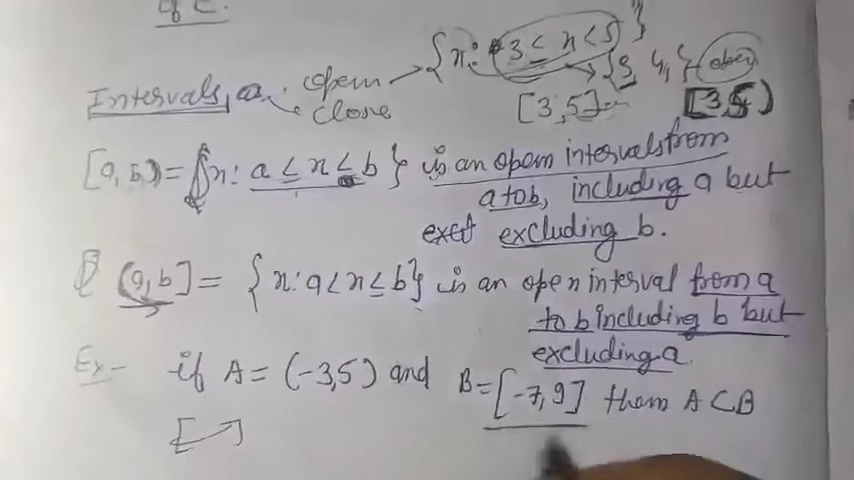 of C.
{x: 3 ≤ x < 5}
Intervals, open {3, 4, } open
close [3, 5] [3, 5)
[a, b) = {x: a ≤ x < b} is an open intervals from
a to b, including a but
excluding b.
(a, b] = {x: a < x ≤ b} is an open interval from a
to b including b but
excluding a.
Ex- if A = (-3, 5) and B = [-7, 9] then A ⊂ B
[ ]